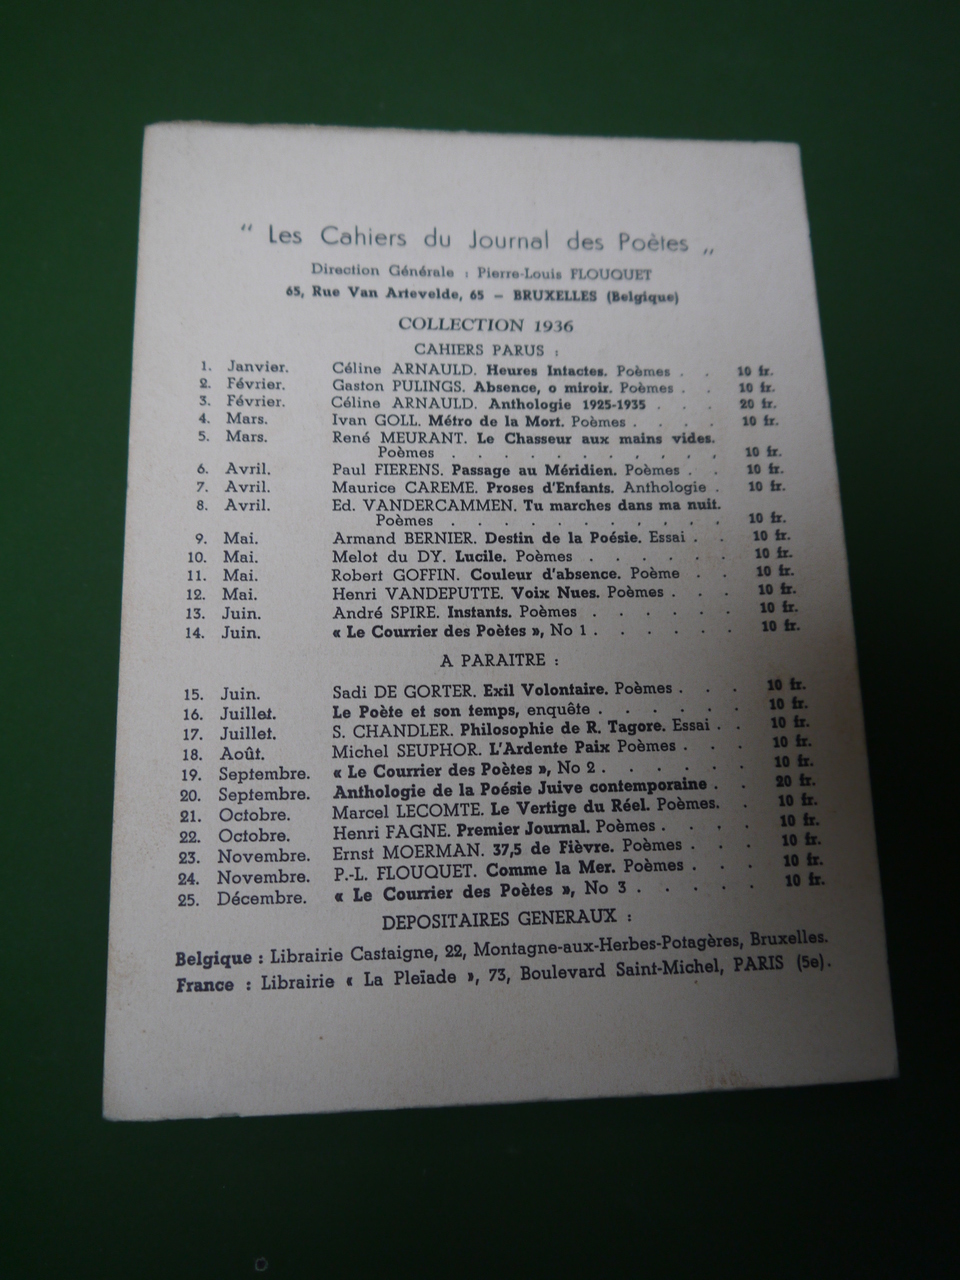 " Les Cahiers du Journal des Poètes „
Direction Générale : Pierre-Louis FLOUQUET
65, Rue Van Artevelde, 65 – BRUXELLES (Belgique)
COLLECTION 1936
CAHIERS PARUS :
1. Janvier. Céline ARNAULD. Heures Intactes. Poèmes . . 10 fr.
2. Février. Gaston PULINGS. Absence, o miroir. Poèmes . . 10 fr.
3. Février. Céline ARNAULD. Anthologie 1925-1935 . . . 20 fr.
4. Mars. Ivan GOLL. Métro de la Mort. Poèmes . . . . 10 fr.
5. Mars. René MEURANT. Le Chasseur aux mains vides.
Poèmes . . . . . . . . . . 10 fr.
6. Avril. Paul FIERENS. Passage au Méridien. Poèmes . . 10 fr.
7. Avril. Maurice CAREME. Proses d'Enfants. Anthologie . 10 fr.
8. Avril. Ed. VANDERCAMMEN. Tu marches dans ma nuit.
Poèmes . . . . . . . . . . 10 fr.
9. Mai. Armand BERNIER. Destin de la Poésie. Essai . . 10 fr.
10. Mai. Melot du DY. Lucile. Poèmes . . . . . . 10 fr.
11. Mai. Robert GOFFIN. Couleur d'absence. Poème . . 10 fr.
12. Mai. Henri VANDEPUTTE. Voix Nues. Poèmes . . . 10 fr.
13. Juin. André SPIRE. Instants. Poèmes . . . . . . 10 fr.
14. Juin. « Le Courrier des Poètes », No 1 . . . . . . 10 fr.
A PARAITRE :
15. Juin. Sadi DE GORTER. Exil Volontaire. Poèmes . . . 10 fr.
16. Juillet. Le Poète et son temps, enquête . . . . . . 10 fr.
17. Juillet. S. CHANDLER. Philosophie de R. Tagore. Essai . . 10 fr.
18. Août. Michel SEUPHOR. L'Ardente Paix Poèmes . . . 10 fr.
19. Septembre. « Le Courrier des Poètes », No 2 . . . . . . 10 fr.
20. Septembre. Anthologie de la Poésie Juive contemporaine . . 20 fr.
21. Octobre. Marcel LECOMTE. Le Vertige du Réel. Poèmes. . 10 fr.
22. Octobre. Henri FAGNE. Premier Journal. Poèmes . . . . 10 fr.
23. Novembre. Ernst MOERMAN. 37,5 de Fièvre. Poèmes . . . 10 fr.
24. Novembre. P.-L. FLOUQUET. Comme la Mer. Poèmes . . . 10 fr.
25. Décembre. « Le Courrier des Poètes », No 3 . . . . . 10 fr.
DEPOSITAIRES GENERAUX :
Belgique : Librairie Castaigne, 22, Montagne-aux-Herbes-Potagères, Bruxelles.
France : Librairie « La Pleïade », 73, Boulevard Saint-Michel, PARIS (5e).